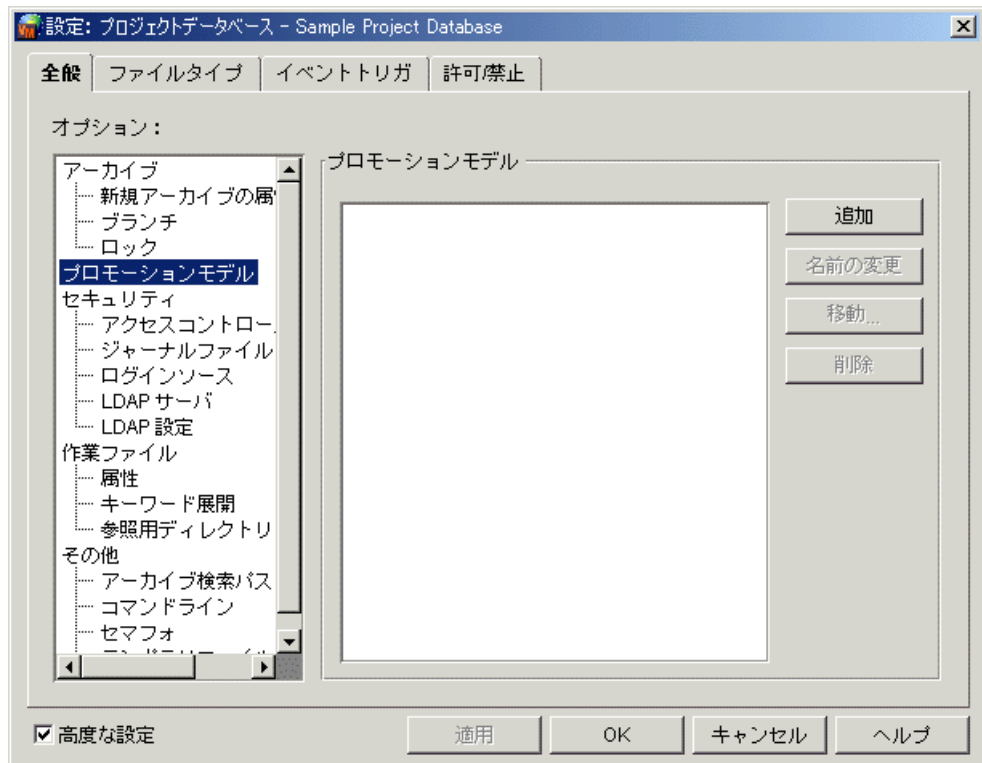 設定: プロジェクトデータベース - Sample Project Database
全般 ファイルタイプ イベントトリガ 許可/禁止
オプション：
アーカイブ
新規アーカイブの属
ブランチ
ロック
プロモーションモデル
セキュリティ
アクセスコントロー
ジャーナルファイル
ログインソース
LDAP サーバ
LDAP 設定
作業ファイル
属性
キーワード展開
参照用ディレクトリ
その他
アーカイブ検索パス
コマンドライン
セマフォ
プロモーションモデル
追加
名前の変更
移動...
削除
高度な設定
適用 OK キャンセル ヘルプ